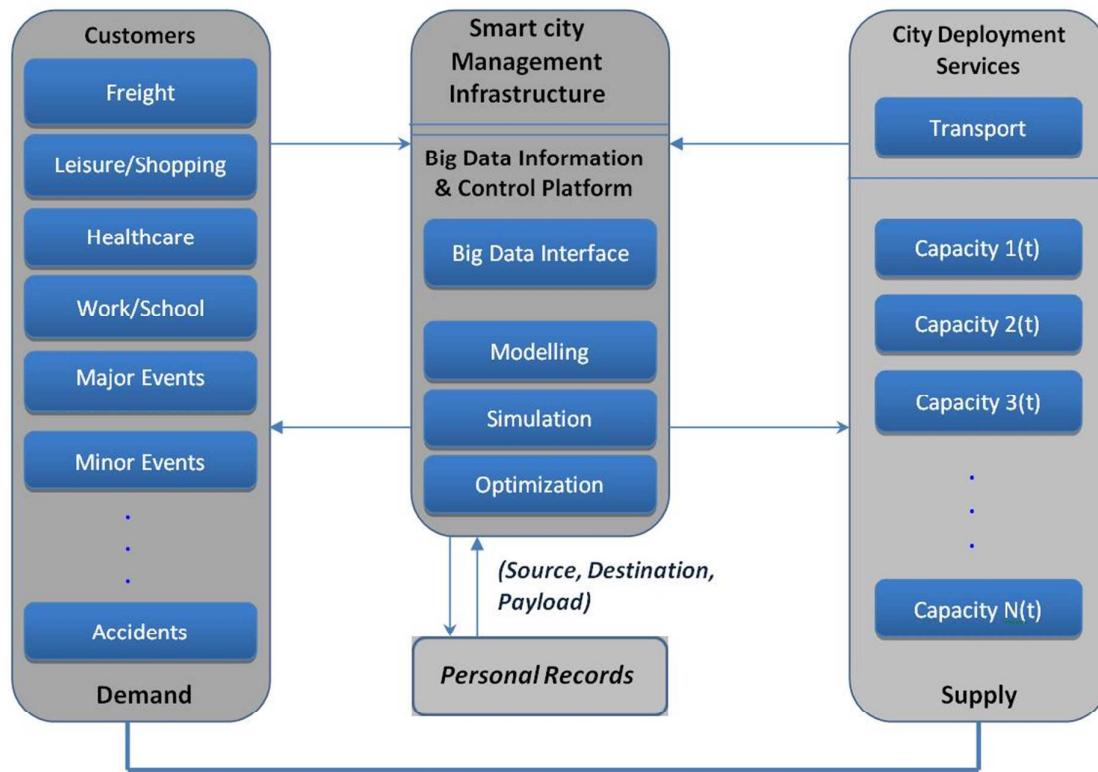 Customers
Freight
Leisure/Shopping
Healthcare
Work/School
Major Events
Minor Events
.
.
.
Accidents
Demand
Smart city
Management
Infrastructure
Big Data Information
& Control Platform
Big Data Interface
Modelling
Simulation
Optimization
(Source, Destination,
Payload)
Personal Records
City Deployment
Services
Transport
Capacity 1(t)
Capacity 2(t)
Capacity 3(t)
.
.
.
Capacity N(t)
Supply